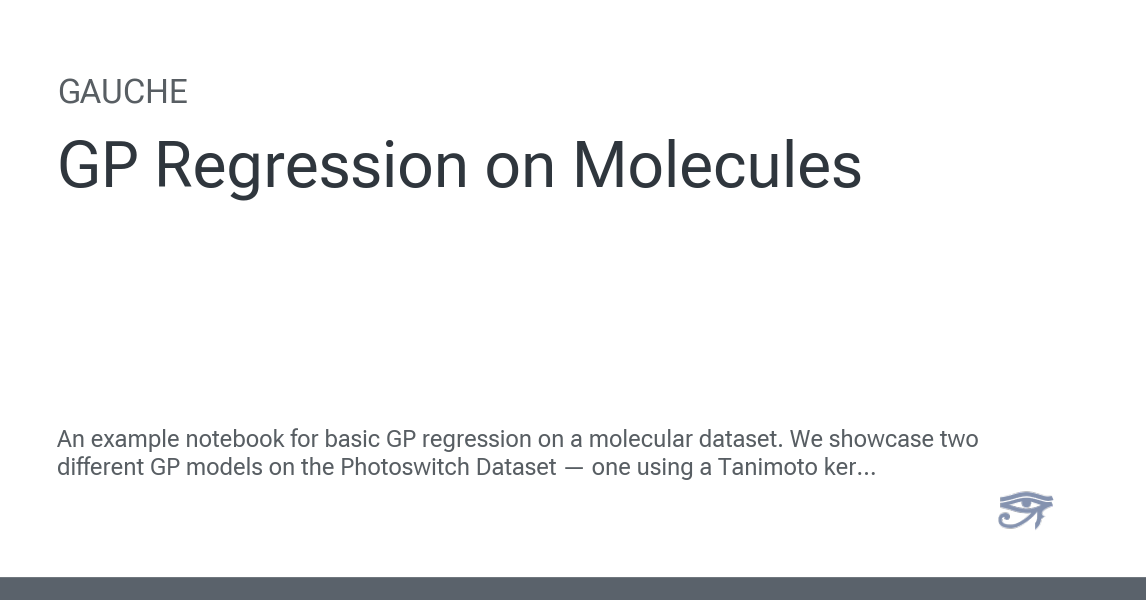 GAUCHE
GP Regression on Molecules
An example notebook for basic GP regression on a molecular dataset. We showcase two
different GP models on the Photoswitch Dataset — one using a Tanimoto ker...